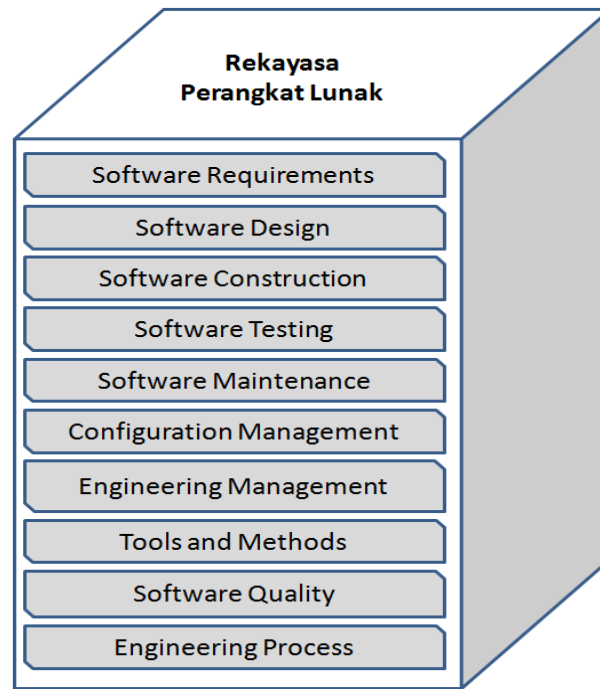 Rekayasa
Perangkat Lunak
Software Requirements
Software Design
Software Construction
Software Testing
Software Maintenance
Configuration Management
Engineering Management
Tools and Methods
Software Quality
Engineering Process